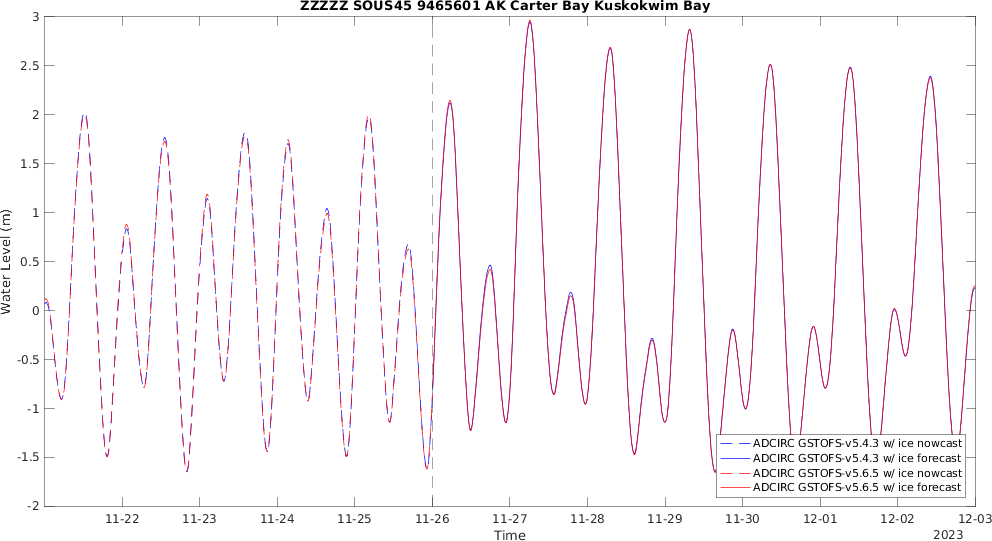 ZZZZZ SOUS45 9465601 AK Carter Bay Kuskokwim Bay
3
2.5
2
1.5
1
0.5
0
-0.5
-1
-1.5
-2
Water Level (m)
ADCIRC GSTOFS-v5.4.3 w/ ice nowcast
ADCIRC GSTOFS-v5.4.3 w/ ice forecast
ADCIRC GSTOFS-v5.6.5 w/ ice nowcast
ADCIRC GSTOFS-v5.6.5 w/ ice forecast
11-22 11-23 11-24 11-25 11-26 11-27 11-28 11-29 11-30 12-01 12-02 12-03
Time
2023